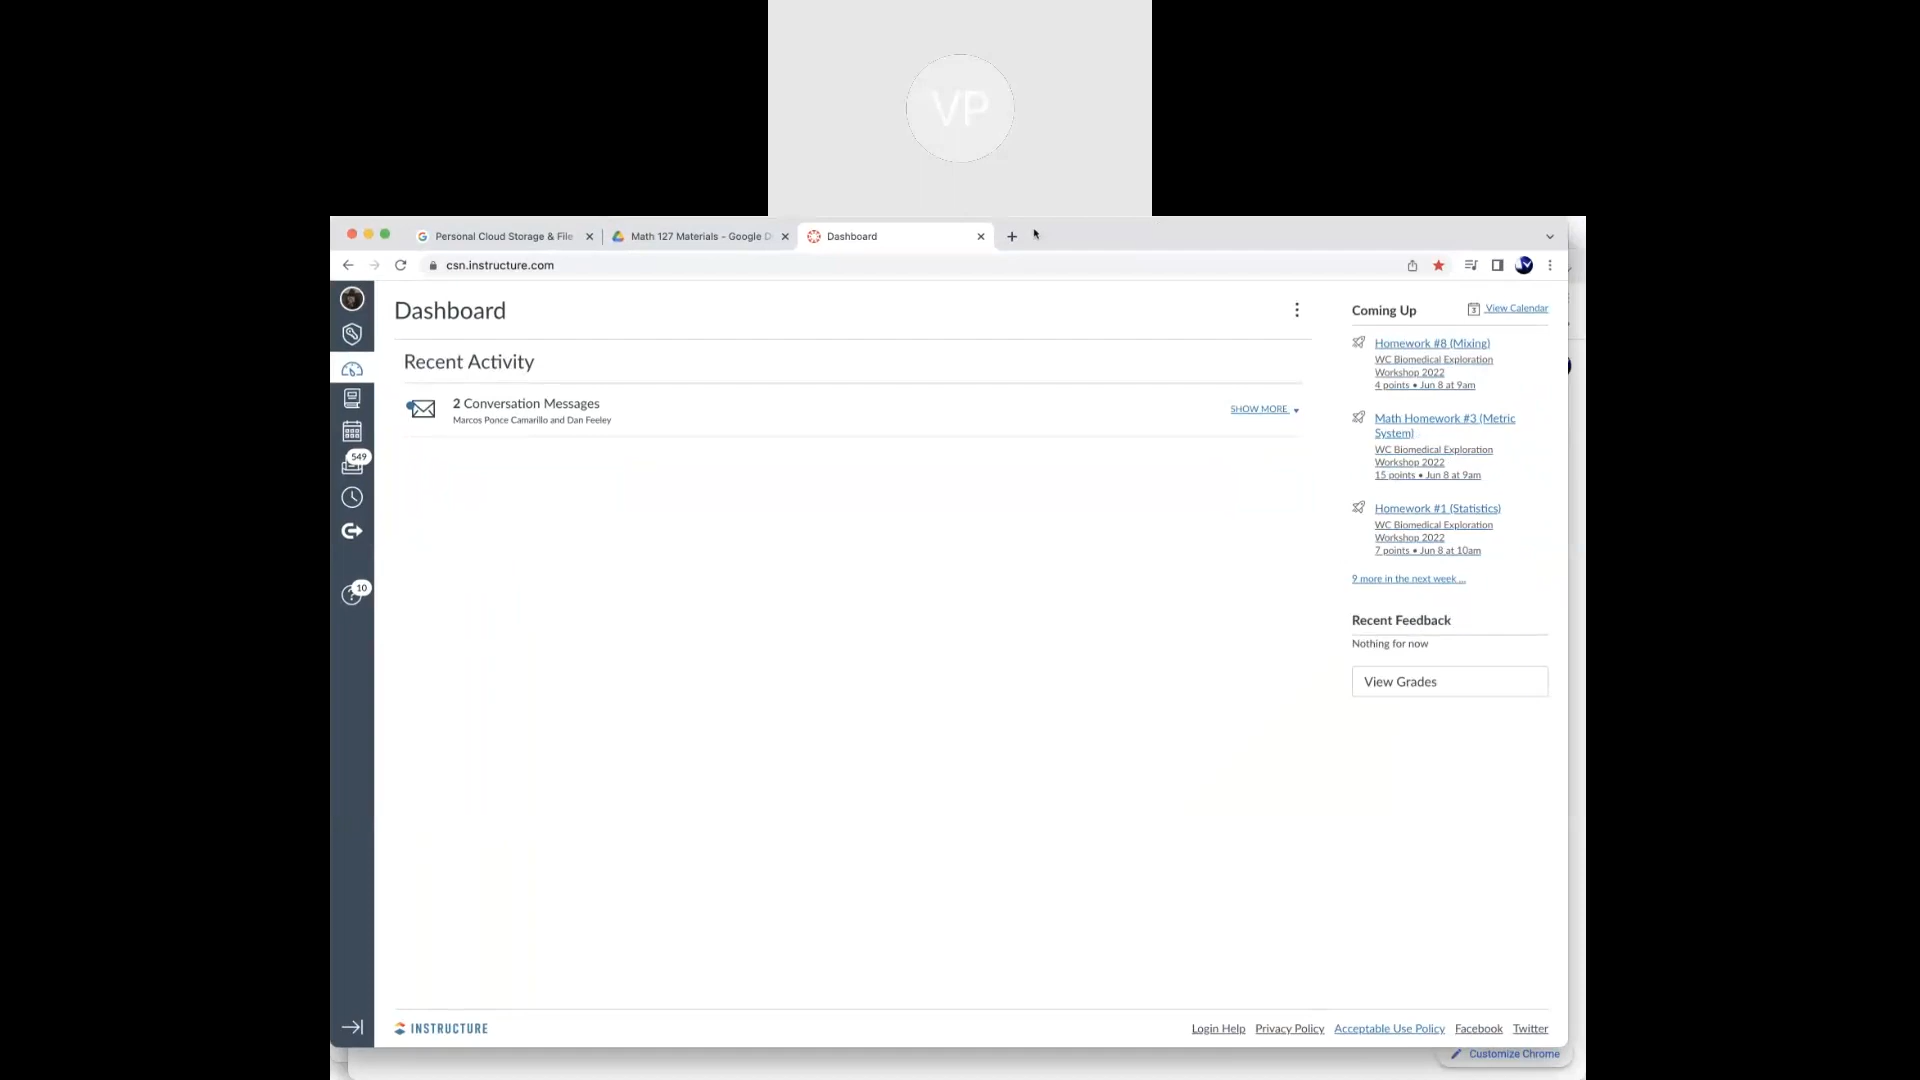 VP
Personal Cloud Storage & File
Math 127 Materials - Google D
Dashboard
csn.instructure.com
Dashboard
Coming Up
3
View Calendar
Homework #8 (Mixing)
WC Biomedical Exploration
Workshop 2022
4 points • Jun 8 at 9am
Recent Activity
2 Conversation Messages
Marcos Ponce Camarillo and Dan Feeley
SHOW MORE
Math Homework #3 (Metric
System)
WC Biomedical Exploration
Workshop 2022
15 points • Jun 8 at 9am
549
Homework #1 (Statistics)
WC Biomedical Exploration
Workshop 2022
7 points • Jun 8 at 10am
9 more in the next week ...
10
Recent Feedback
Nothing for now
View Grades
INSTRUCTURE
Login Help
Privacy Policy
Acceptable Use Policy
Facebook
Twitter
Customize Chrome